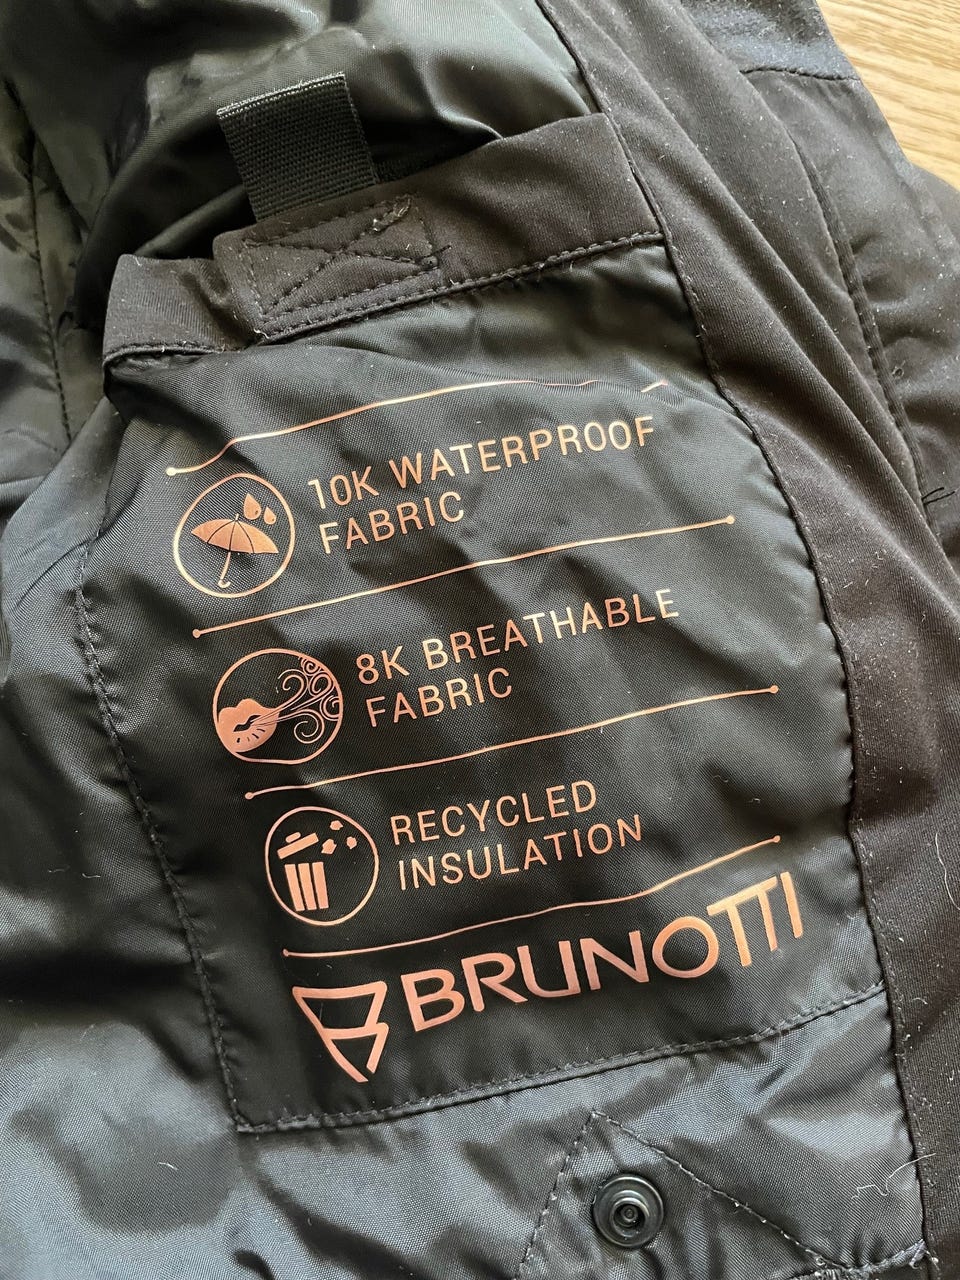 10K WATERPROOF
FABRIC
8K BREATHABLE
FABRIC
RECYCLED
INSULATION
BRUNOTTI